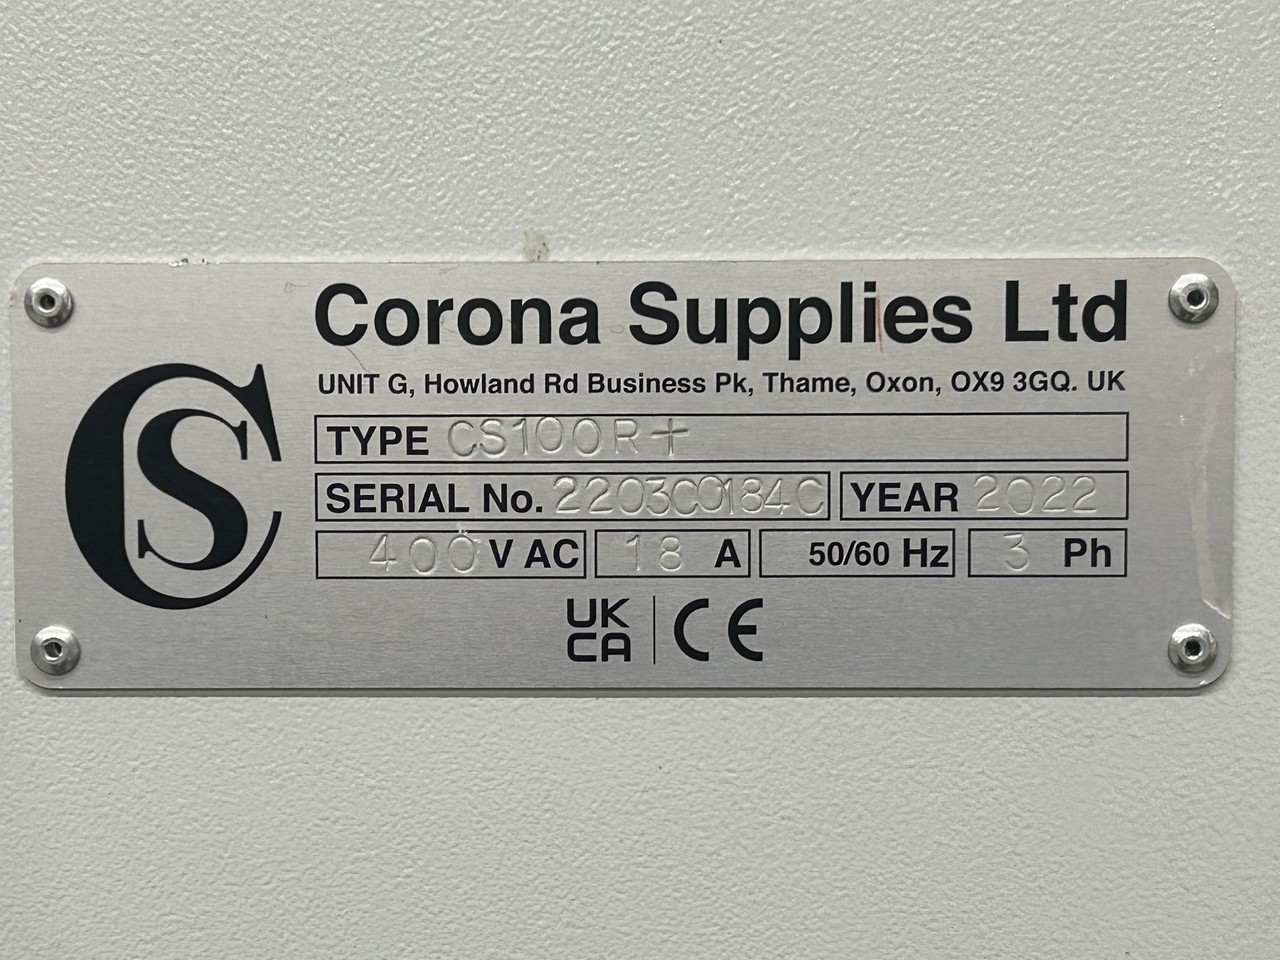 Corona Supplies Ltd
UNIT G, Howland Rd Business Pk, Thame, Oxon, OX9 3GQ. UK
CS
TYPE CS100R+
SERIAL No. 2203C0184C YEAR 2022
400 V AC 18 A 50/60 Hz 3 Ph
UK
CA CE